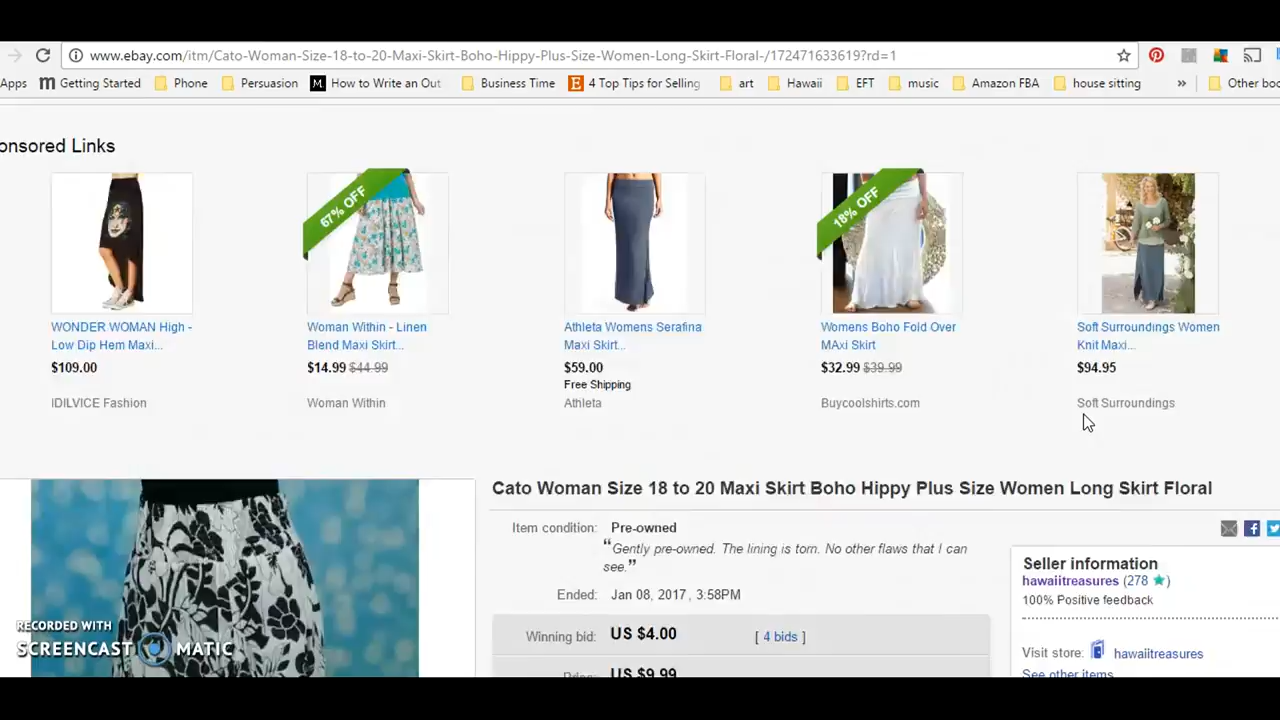 www.ebay.com/itm/Cato-Woman-Size-18-to-20-Maxi-Skirt-Boho-Hippy-Plus-Size-Women-Long-Skirt-Floral-/172471633619?rd=1
Apps Getting Started Phone Persuasion How to Write an Out Business Time 4 Top Tips for Selling art Hawaii EFT music Amazon FBA house sitting » Other boo
onsored Links
67% OFF
18% OFF
WONDER WOMAN High - Woman Within - Linen Athleta Womens Serafina Womens Boho Fold Over Soft Surroundings Women
Low Dip Hem Maxi... Blend Maxi Skirt... Maxi Skirt... MAxi Skirt Knit Maxi...
$109.00 $14.99 $44.99 $59.00 $32.99 $39.99 $94.95
Free Shipping
IDILVICE Fashion Woman Within Athleta Buycoolshirts.com Soft Surroundings
Cato Woman Size 18 to 20 Maxi Skirt Boho Hippy Plus Size Women Long Skirt Floral
Item condition: Pre-owned
“Gently pre-owned. The lining is torn. No other flaws that I can
see.”
Ended: Jan 08, 2017 , 3:58PM
Winning bid: US $4.00 [ 4 bids ]
US $9.99
Seller information
hawaiitreasures (278 )
100% Positive feedback
Visit store: hawaiitreasures
See other items
RECORDED WITH
SCREENCAST MATIC